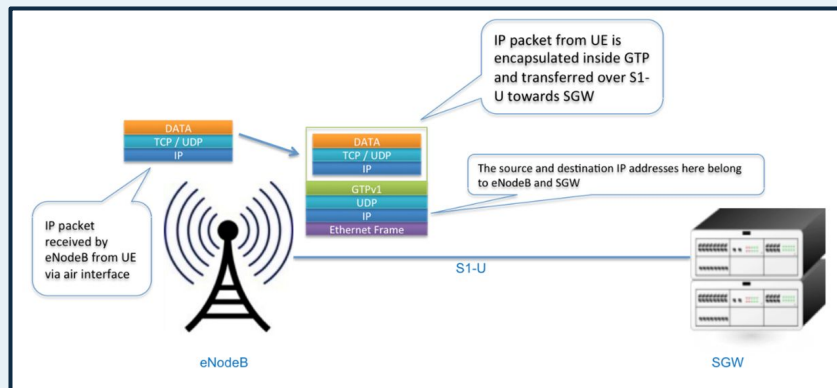 IP packet from UE is
encapsulated inside GTP
and transferred over S1-
U towards SGW
DATA
TCP / UDP
IP
DATA
TCP / UDP
IP
GTPv1
UDP
IP
Ethernet Frame
The source and destination IP addresses here belong
to eNodeB and SGW
IP packet
received by
eNodeB from UE
via air interface
S1-U
eNodeB
SGW